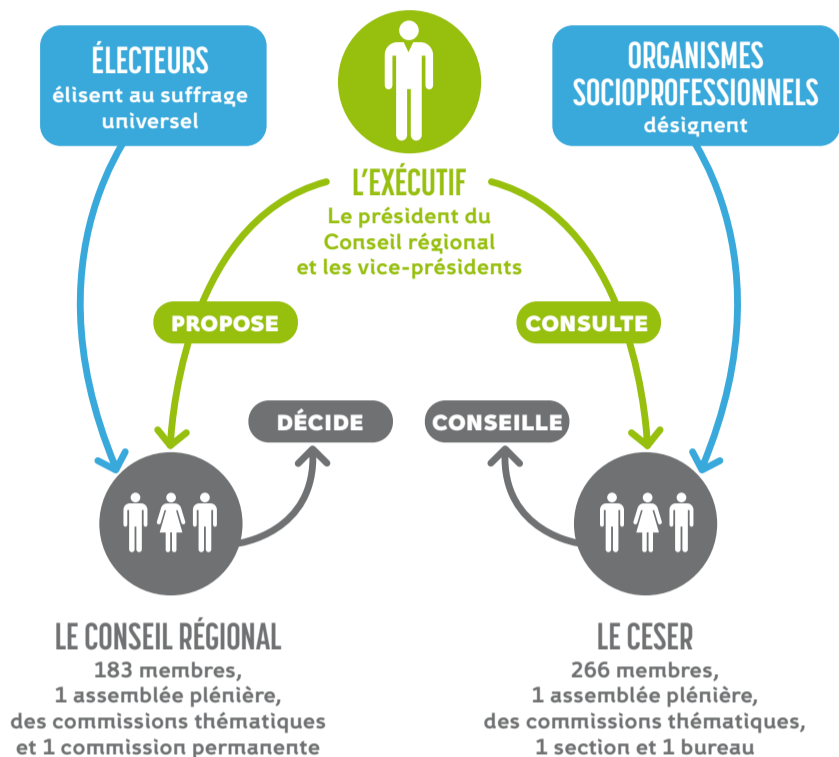 ÉLECTEURS
élisent au suffrage
universel
ORGANISMES
SOCIOPROFESSIONNELS
désignent
L'EXÉCUTIF
Le président du
Conseil régional
et les vice-présidents
PROPOSE
CONSULTE
DÉCIDE
CONSEILLE
LE CONSEIL RÉGIONAL
183 membres,
1 assemblée plénière,
des commissions thématiques
et 1 commission permanente
LE CESER
266 membres,
1 assemblée plénière,
des commissions thématiques,
1 section et 1 bureau